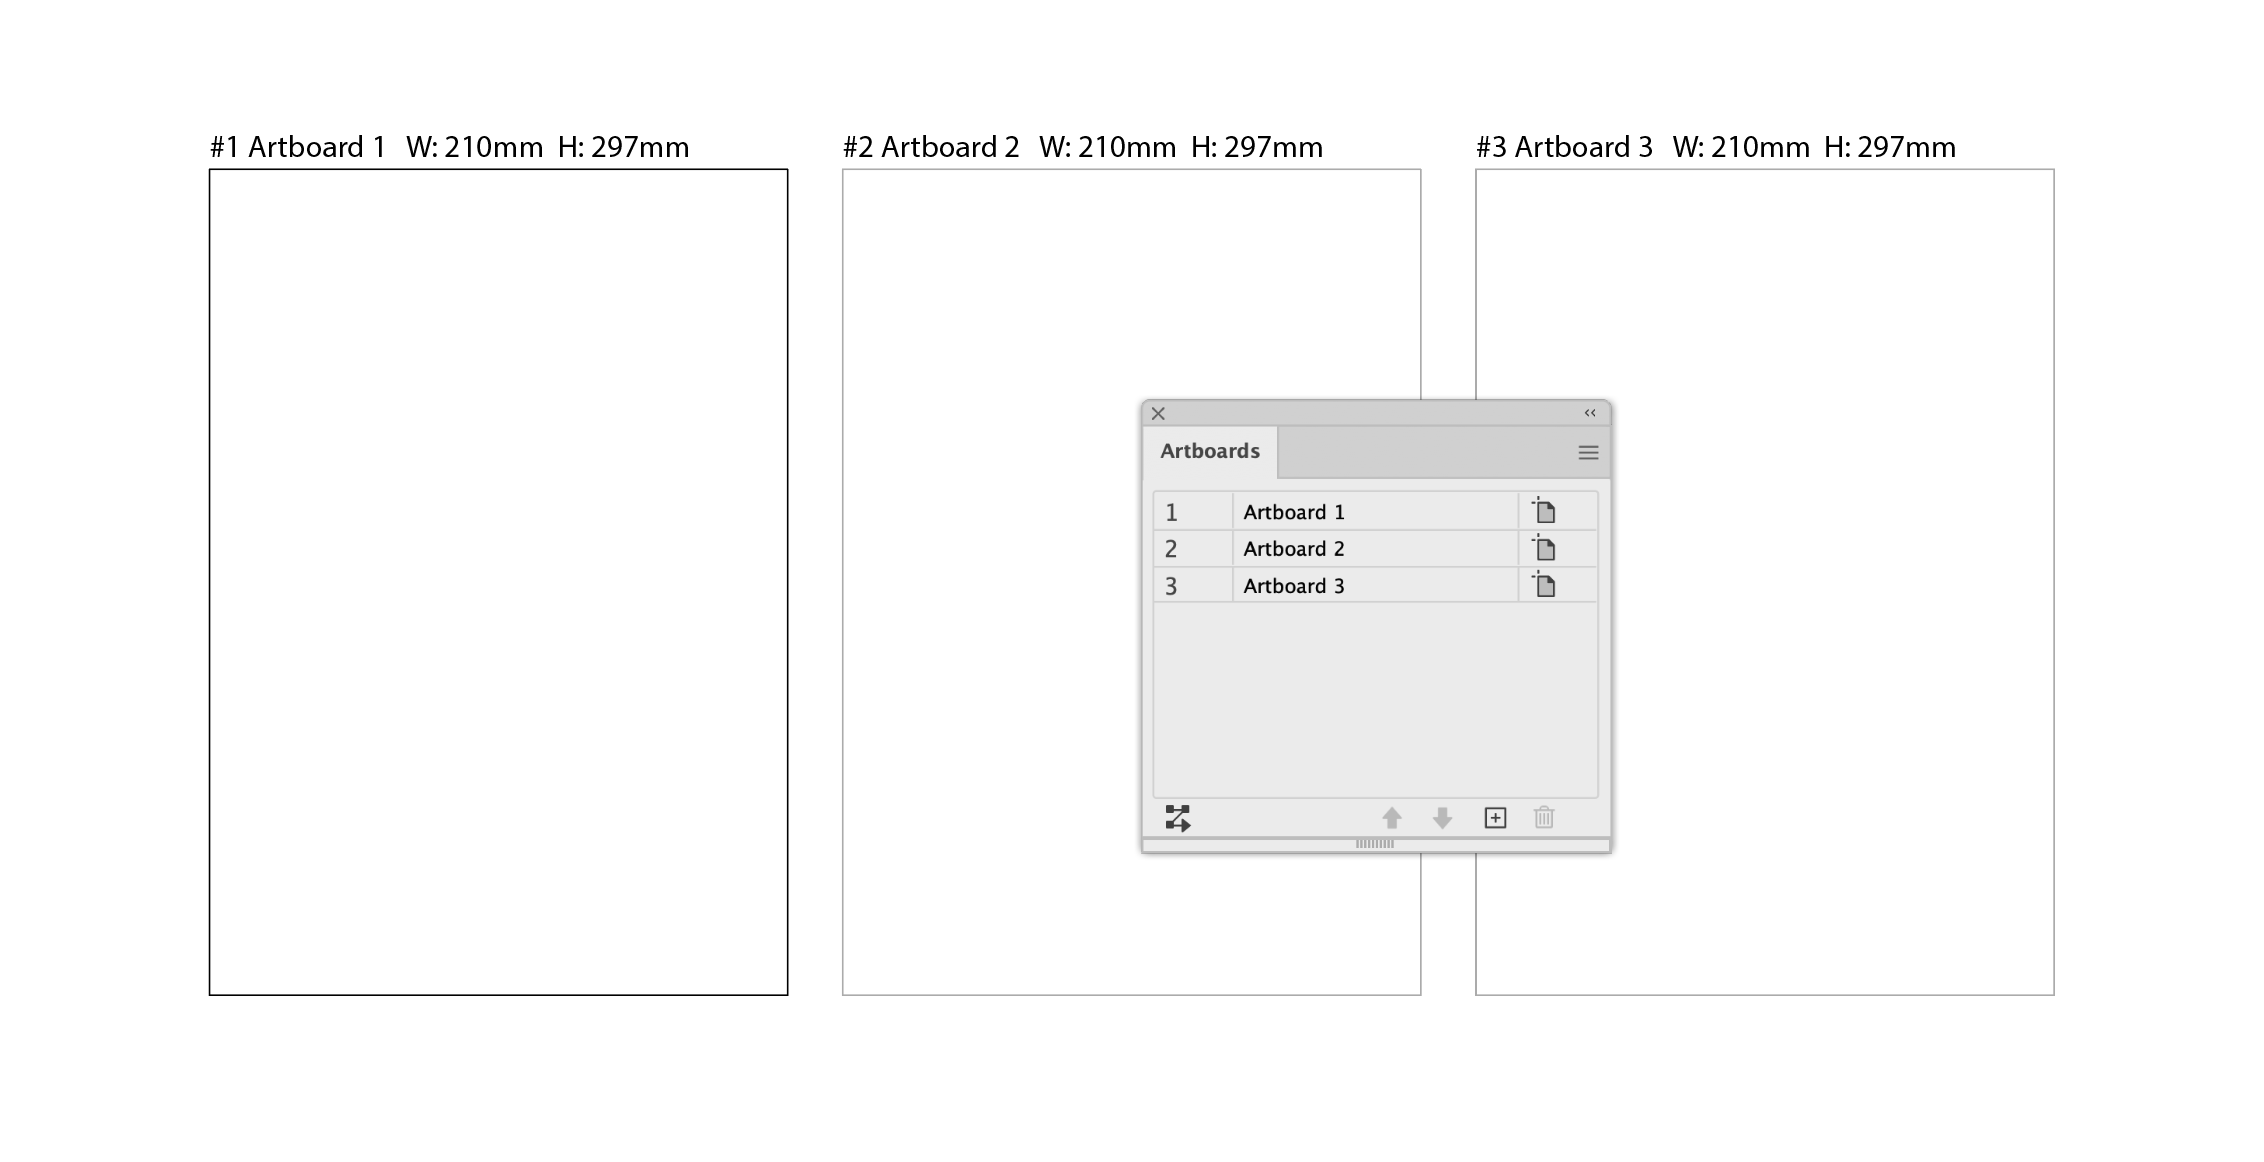 #1 Artboard 1   W: 210mm  H: 297mm
#2 Artboard 2   W: 210mm  H: 297mm
#3 Artboard 3   W: 210mm  H: 297mm
Artboards
1 Artboard 1
2 Artboard 2
3 Artboard 3